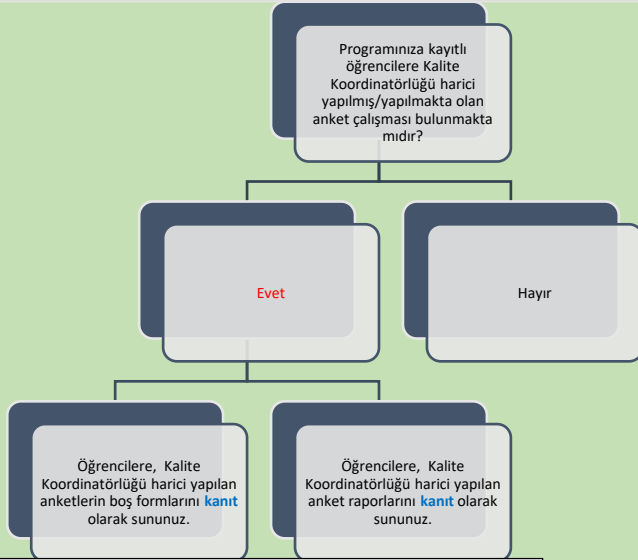 Programınıza kayıtlı
öğrencilere Kalite
Koordinatörlüğü harici
yapılmış/yapılmakta olan
anket çalışması bulunmakta
mıdır?
Evet
Hayır
Öğrencilere, Kalite
Koordinatörlüğü harici yapılan
anketlerin boş formlarını kanıt
olarak sununuz.
Öğrencilere, Kalite
Koordinatörlüğü harici yapılan
anket raporlarını kanıt olarak
sununuz.